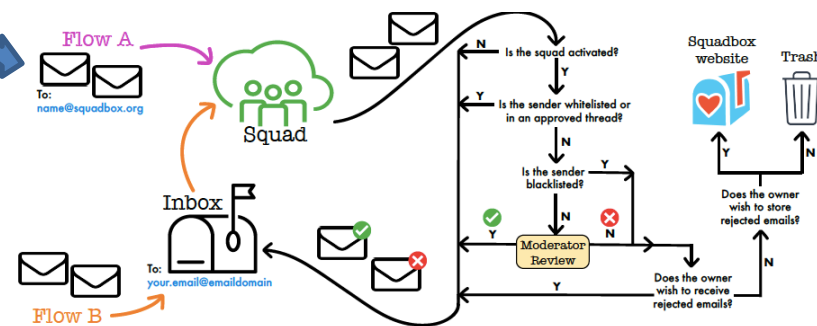 Flow A
To:
name@squadbox.org
Squad
Inbox
To:
your.email@emaildomain
Flow B
N
Is the squad activated?
Y
Y
Is the sender whitelisted or
in an approved thread?
N
Is the sender
blacklisted?
Y
N
Y
Moderator
Review
N
Does the owner
wish to receive
rejected emails?
Y
N
Does the owner
wish to store
rejected emails?
Y
N
Squadbox
website
Trash